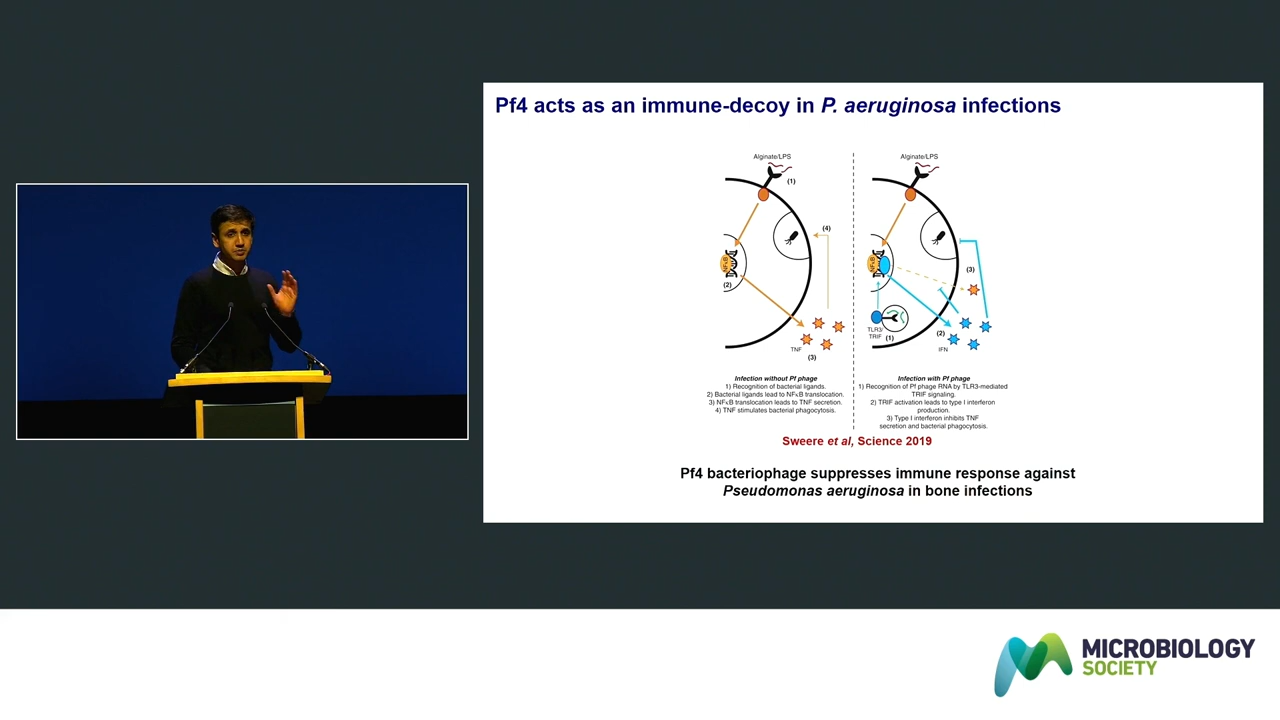 Pf4 acts as an immune-decoy in P. aeruginosa infections
Alginate/LPS
(1)
(4)
NFκB
(2)
TNF
(3)
Alginate/LPS
NFκB
(3)
TLR3/
TRIF
(1)
(2)
IFN
Infection without Pf phage
1) Recognition of bacterial ligands.
2) Bacterial ligands lead to NFκB translocation.
3) NFκB translocation leads to TNF secretion.
4) TNF stimulates bacterial phagocytosis.
Infection with Pf phage
1) Recognition of Pf phage RNA by TLR3-mediated
TRIF signaling.
2) TRIF activation leads to type I interferon
production.
3) Type I interferon inhibits TNF
secretion and bacterial phagocytosis.
Sweere et al, Science 2019
Pf4 bacteriophage suppresses immune response against
Pseudomonas aeruginosa in bone infections
MICROBIOLOGY
SOCIETY